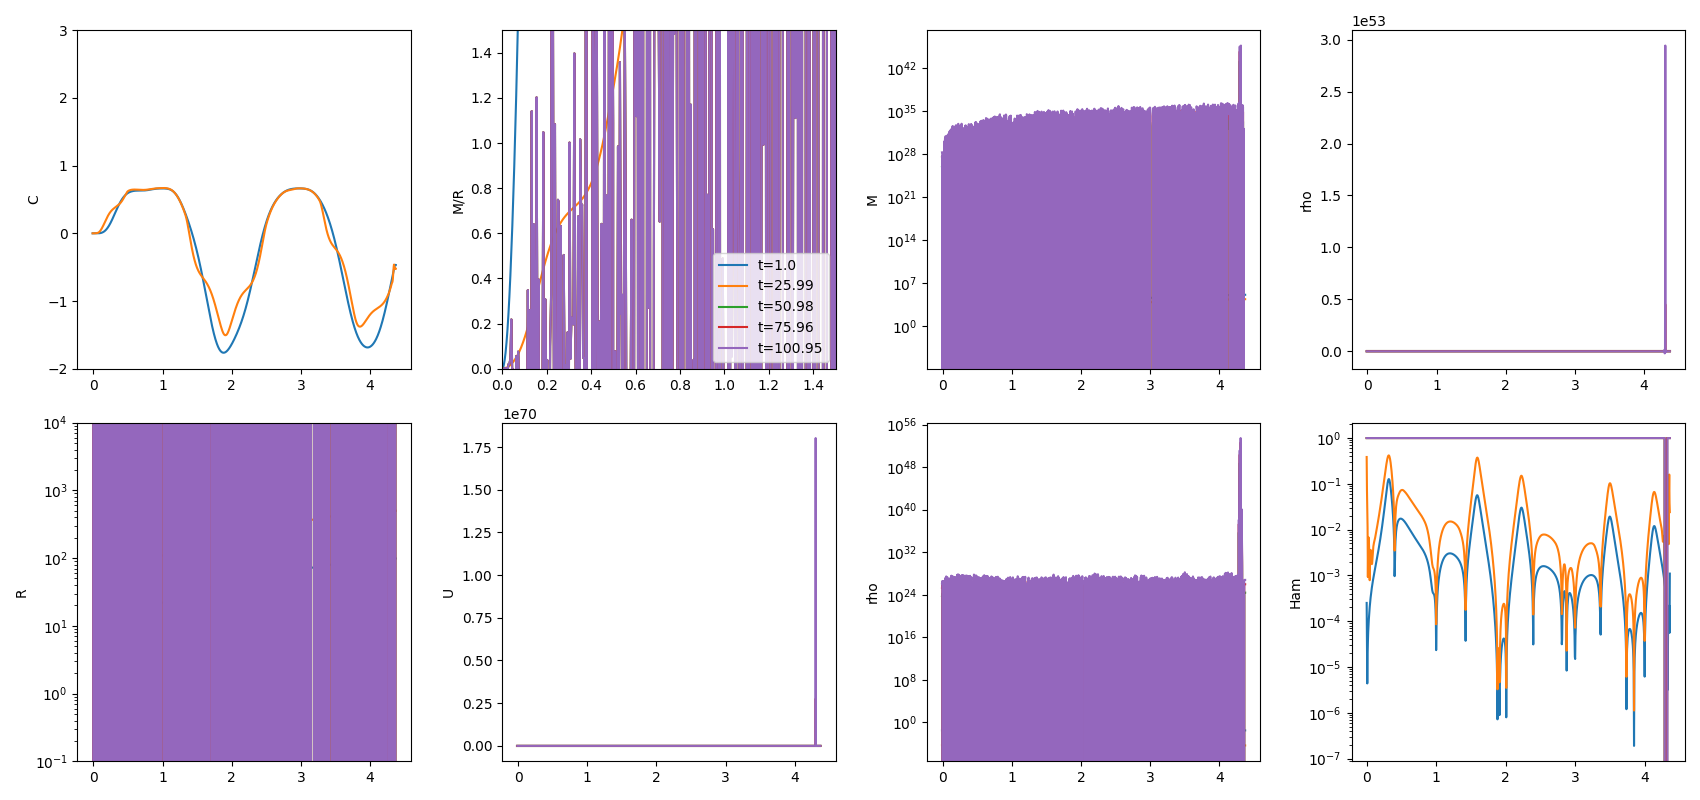 C
3
2
1
0
−1
−2
0 1 2 3 4
M/R
1.4
1.2
1.0
0.8
0.6
0.4
0.2
0.0
0.0 0.2 0.4 0.6 0.8 1.0 1.2 1.4
t=1.0
t=25.99
t=50.98
t=75.96
t=100.95
M
10^42
10^35
10^28
10^21
10^14
10^7
10^0
0 1 2 3 4
1e53
rho
3.0
2.5
2.0
1.5
1.0
0.5
0.0
0 1 2 3 4
R
10^4
10^3
10^2
10^1
10^0
10^−1
0 1 2 3 4
1e70
U
1.75
1.50
1.25
1.00
0.75
0.50
0.25
0.00
0 1 2 3 4
rho
10^56
10^48
10^40
10^32
10^24
10^16
10^8
10^0
0 1 2 3 4
Ham
10^0
10^−1
10^−2
10^−3
10^−4
10^−5
10^−6
10^−7
0 1 2 3 4